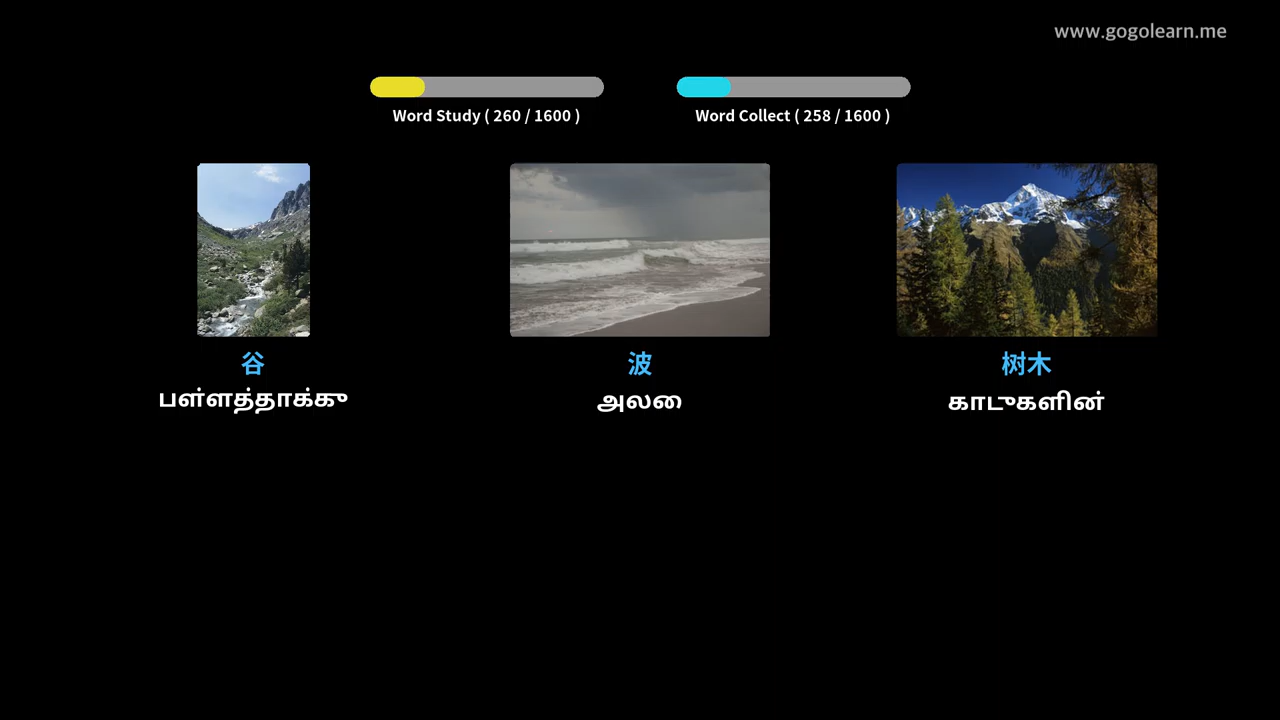 www.gogolearn.me
Word Study ( 260 / 1600 )
Word Collect ( 258 / 1600 )
谷
波
树木
பள்ளத்தாக்கு
அலை
காடுகளின்